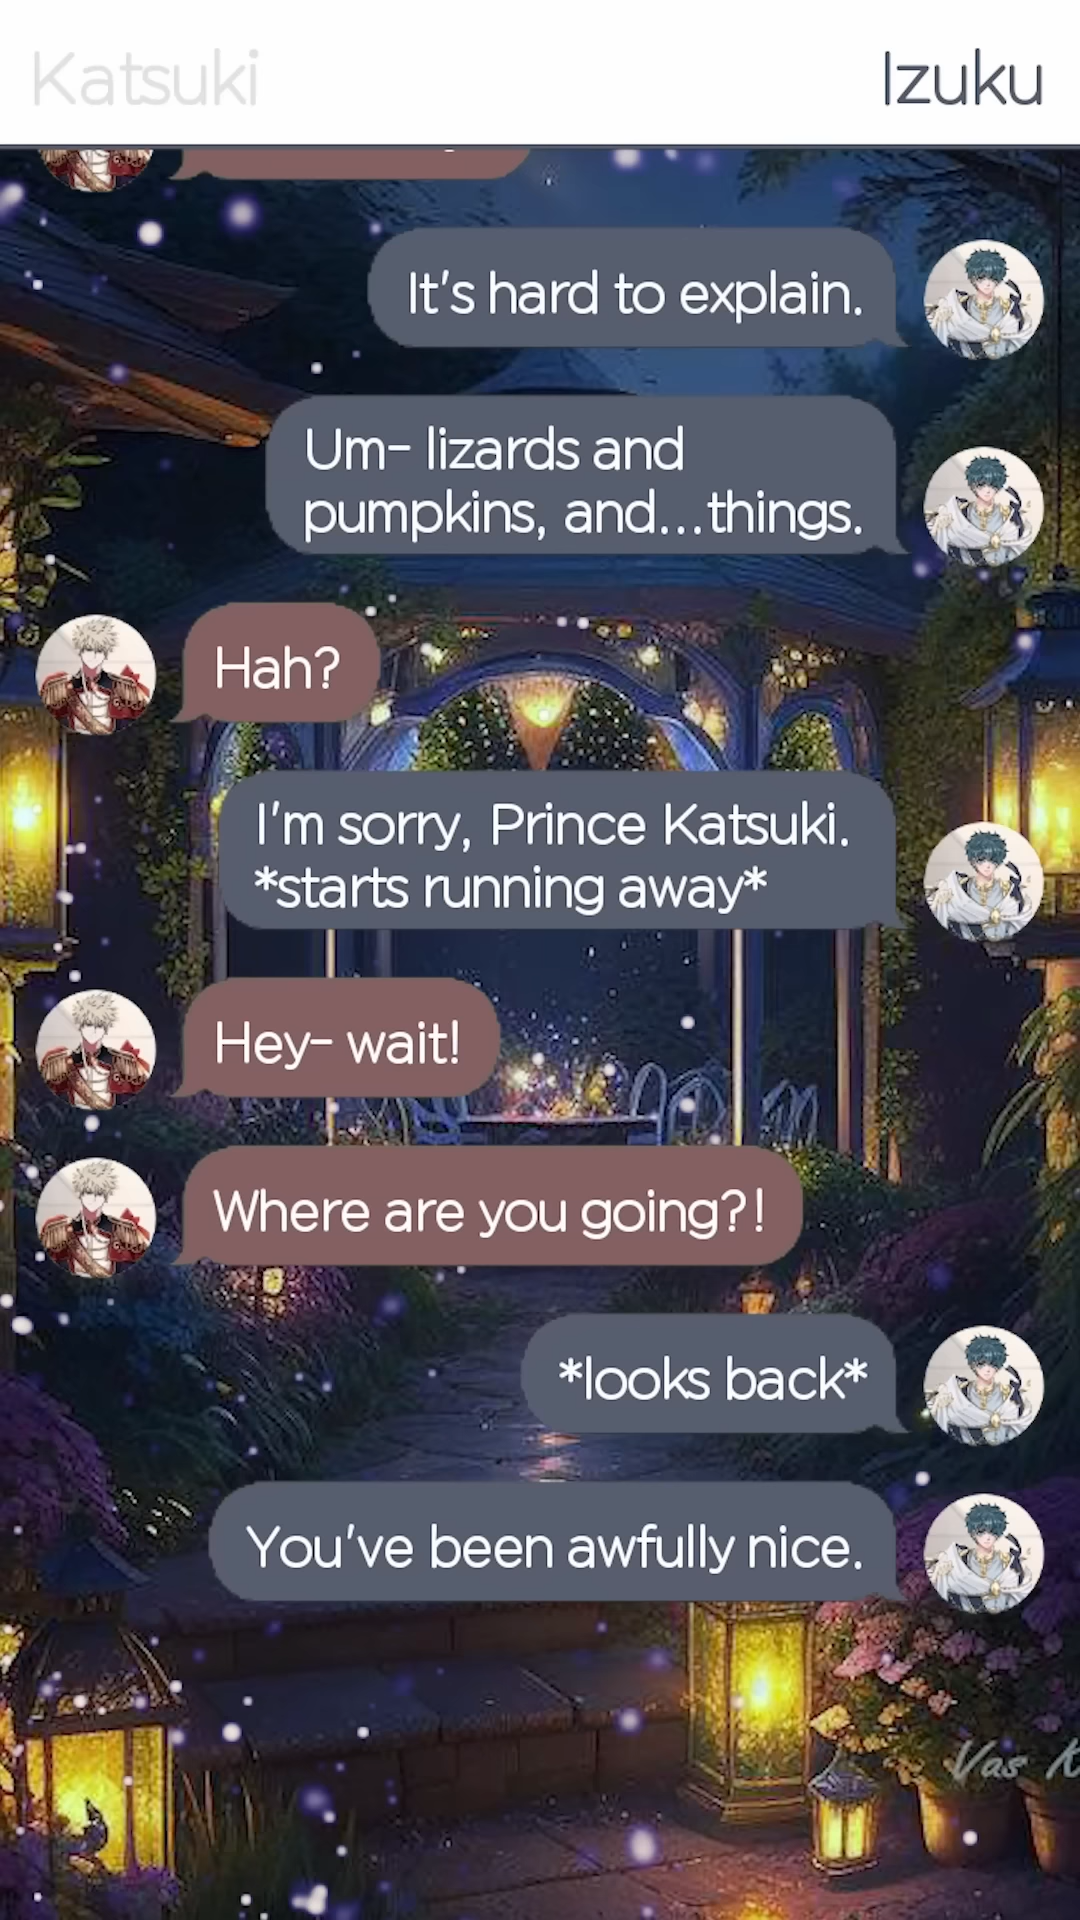 Katsuki
Izuku
It's hard to explain.
Um- lizards and
pumpkins, and...things.
Hah?
I'm sorry, Prince Katsuki.
*starts running away*
Hey- wait!
Where are you going?!
*looks back*
You've been awfully nice.
Vas